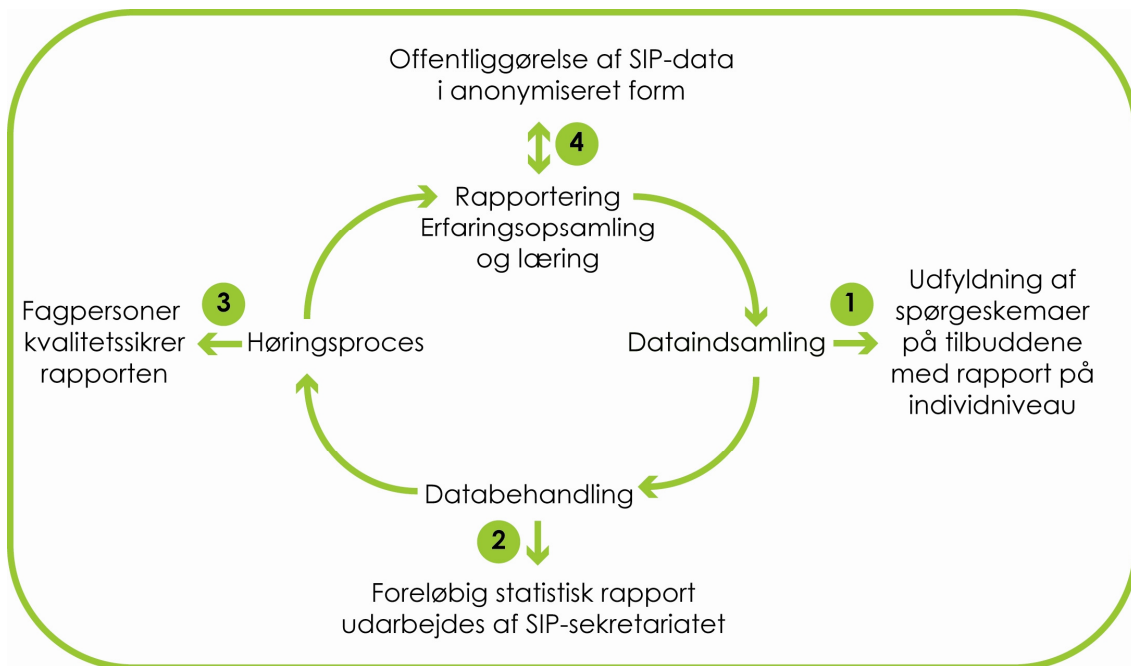 Offentliggørelse af SIP-data
i anonymiseret form
4
Rapportering
Erfaringsopsamling
og læring
1
Udfyldning af
spørgeskemaer
på tilbuddene
med rapport på
individniveau
Dataindsamling
3
Fagpersoner
kvalitetssikrer
rapporten
Høringsproces
Databehandling
2
Foreløbig statistisk rapport
udarbejdes af SIP-sekretariatet